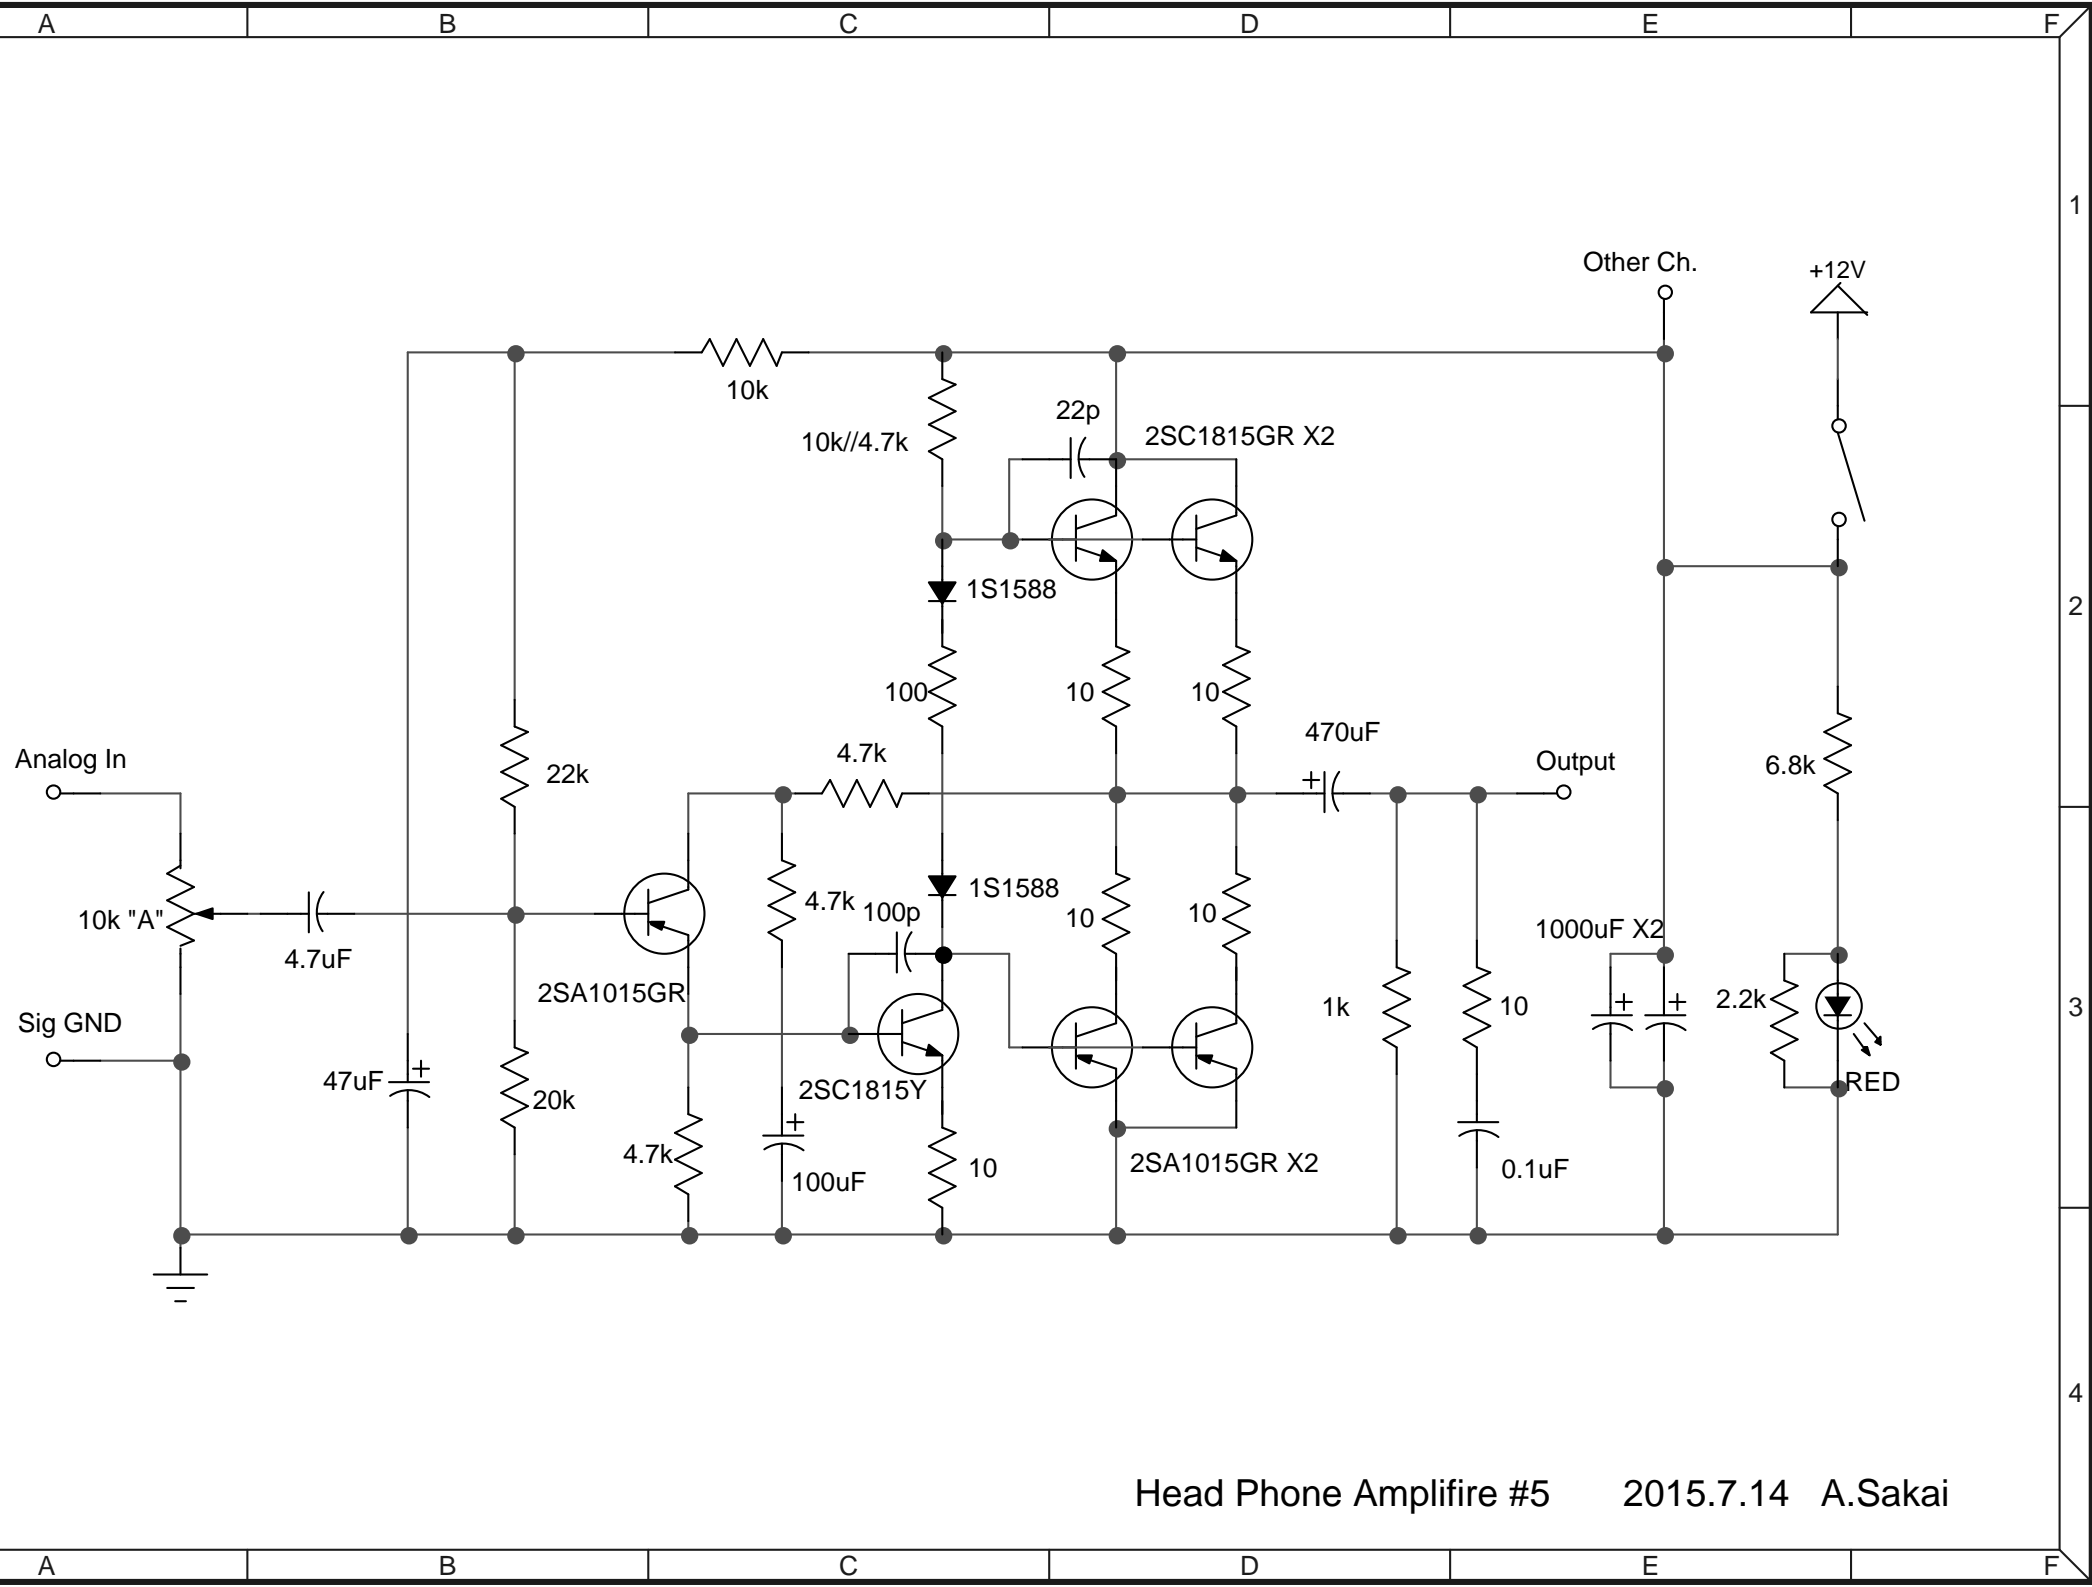 A B C D E F
1
Other Ch.
+12V
10k
22p
2SC1815GR X2
10k//4.7k
1S1588
2
100
10
10
470uF
4.7k
Analog In
22k
Output
6.8k
1S1588
4.7k
100p
10k "A"
10
10
1000uF X2
4.7uF
2SA1015GR
2.2k
Sig GND
1k
10
3
47uF
+
20k
2SC1815Y
RED
+
4.7k
100uF
10
2SA1015GR X2
0.1uF
+
+
+
4
Head Phone Amplifire #5 2015.7.14 A.Sakai
A B C D E F